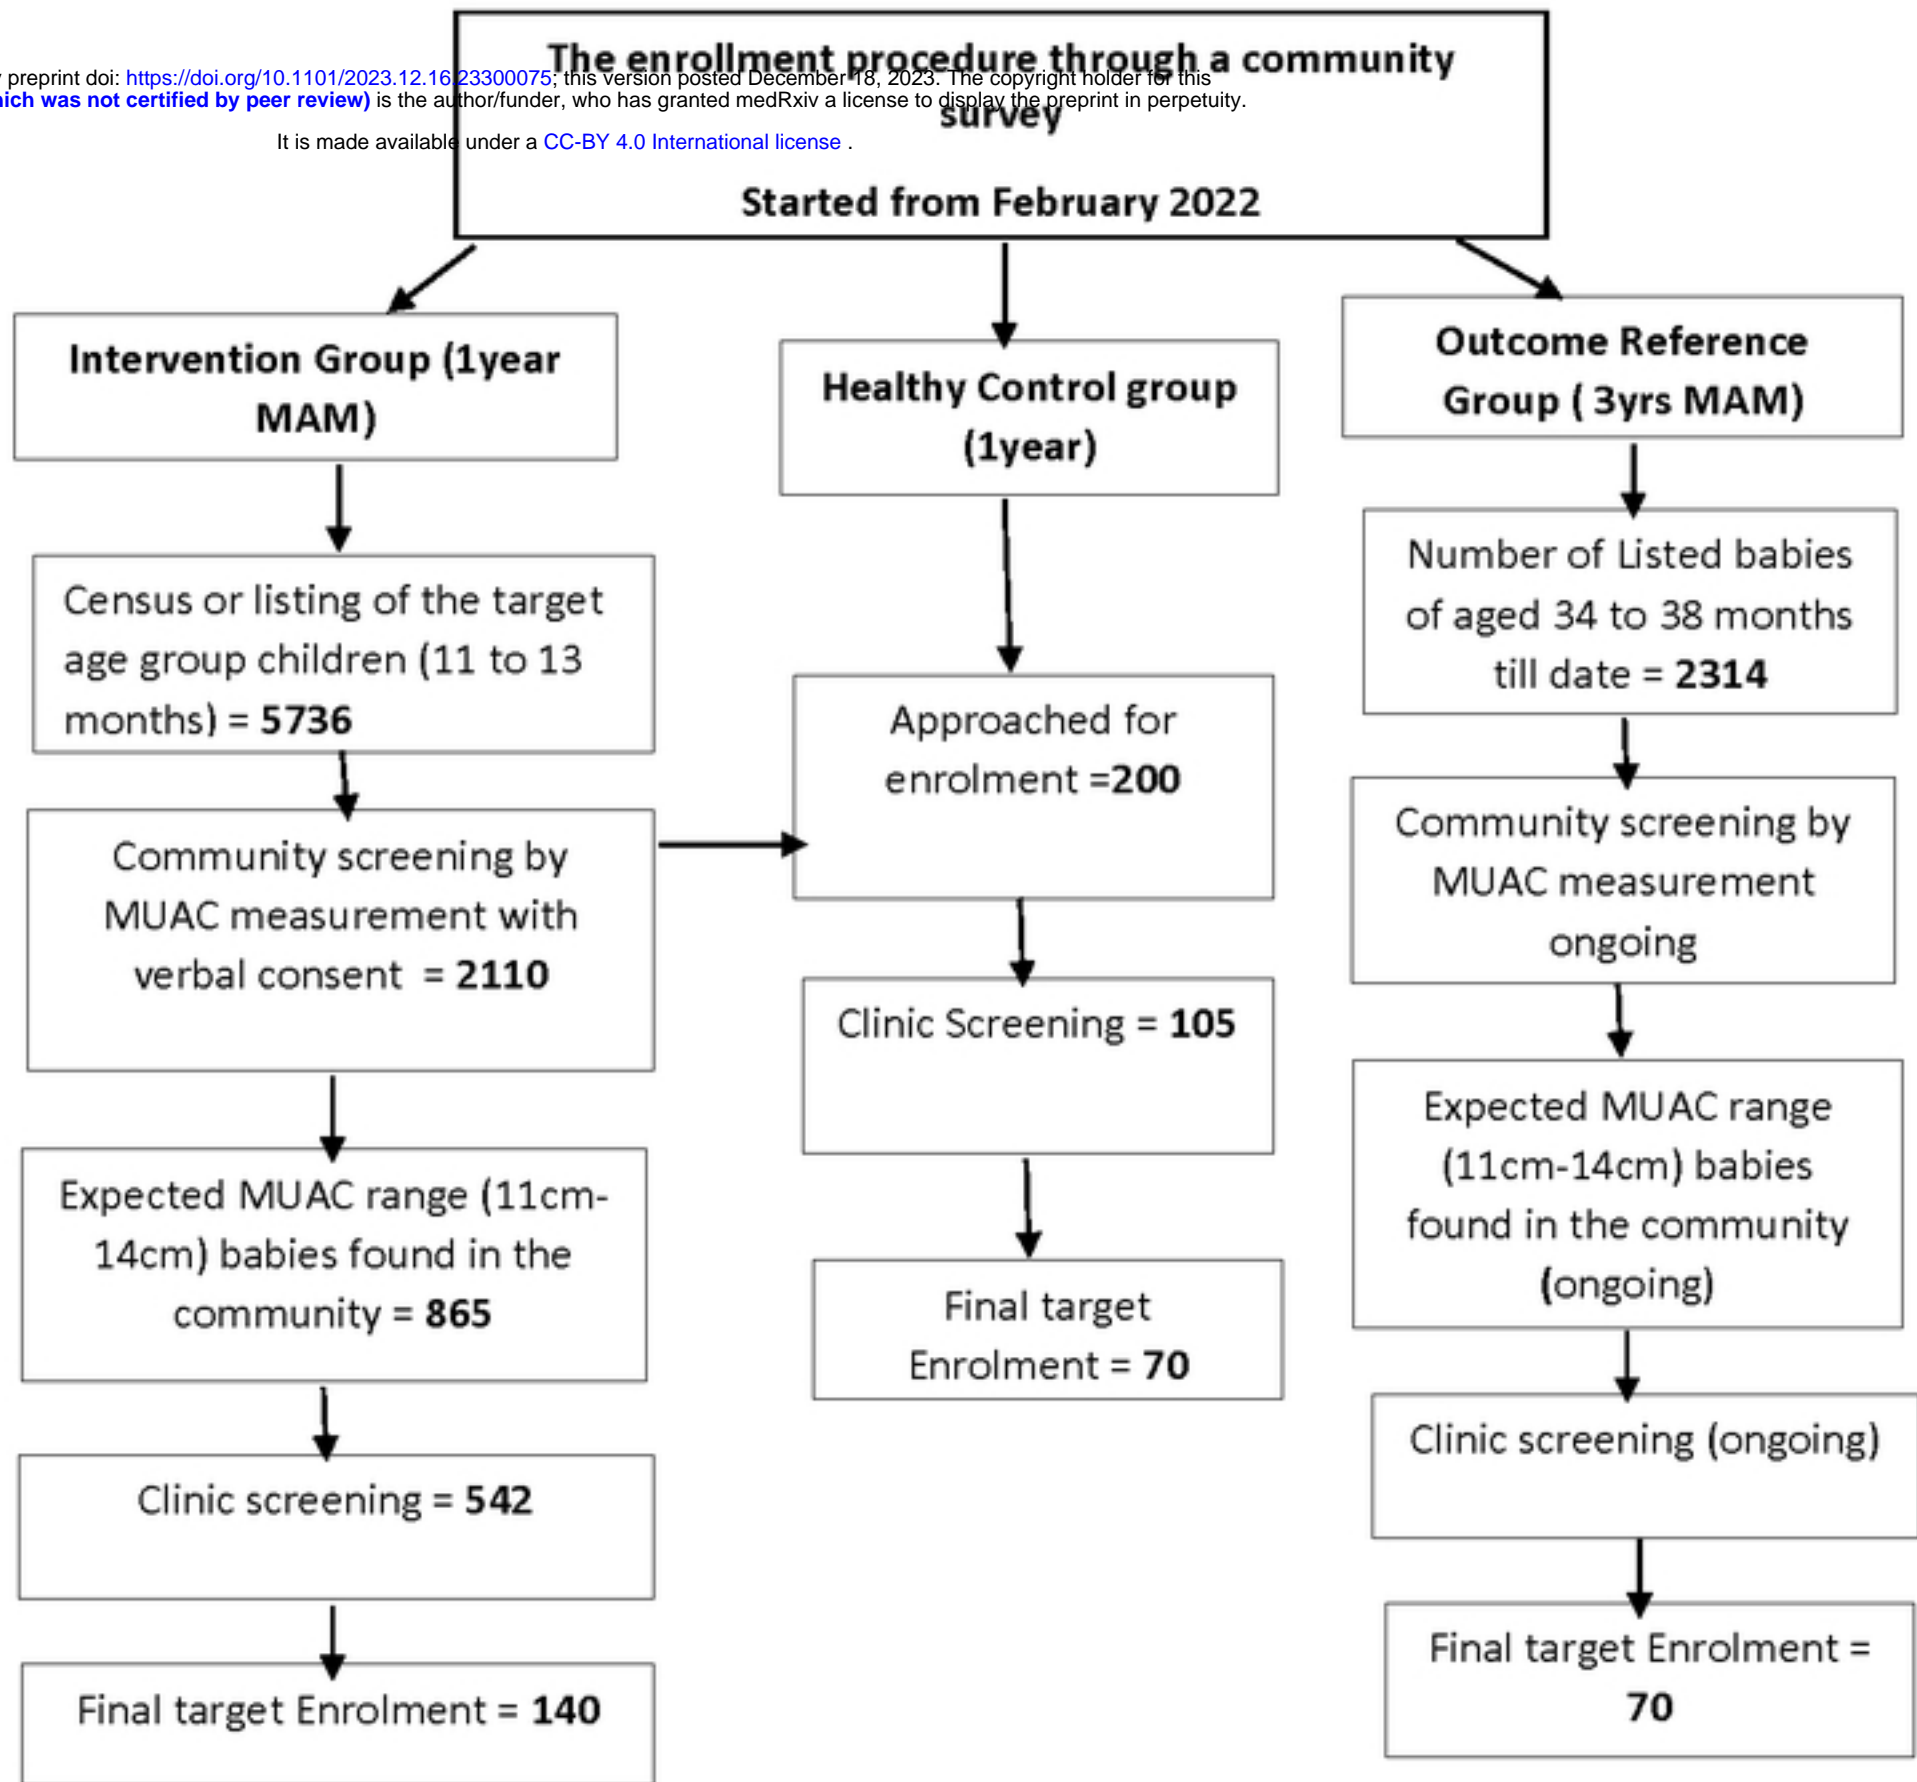 The enrollment procedure through a community
survey
Started from February 2022
preprint doi: https://doi.org/10.1101/2023.12.16.23300075; this version posted December 18, 2023. The copyright holder for this
was not certified by peer review) is the author/funder, who has granted medRxiv a license to display the preprint in perpetuity.
It is made available under a CC-BY 4.0 International license .
Intervention Group (1year
MAM)
Census or listing of the target
age group children (11 to 13
months) = 5736
Community screening by
MUAC measurement with
verbal consent = 2110
Expected MUAC range (11cm-
14cm) babies found in the
community = 865
Clinic screening = 542
Final target Enrolment = 140
Healthy Control group
(1year)
Approached for
enrolment =200
Clinic Screening = 105
Final target
Enrolment = 70
Outcome Reference
Group ( 3yrs MAM)
Number of Listed babies
of aged 34 to 38 months
till date = 2314
Community screening by
MUAC measurement
ongoing
Expected MUAC range
(11cm-14cm) babies
found in the community
(ongoing)
Clinic screening (ongoing)
Final target Enrolment =
70